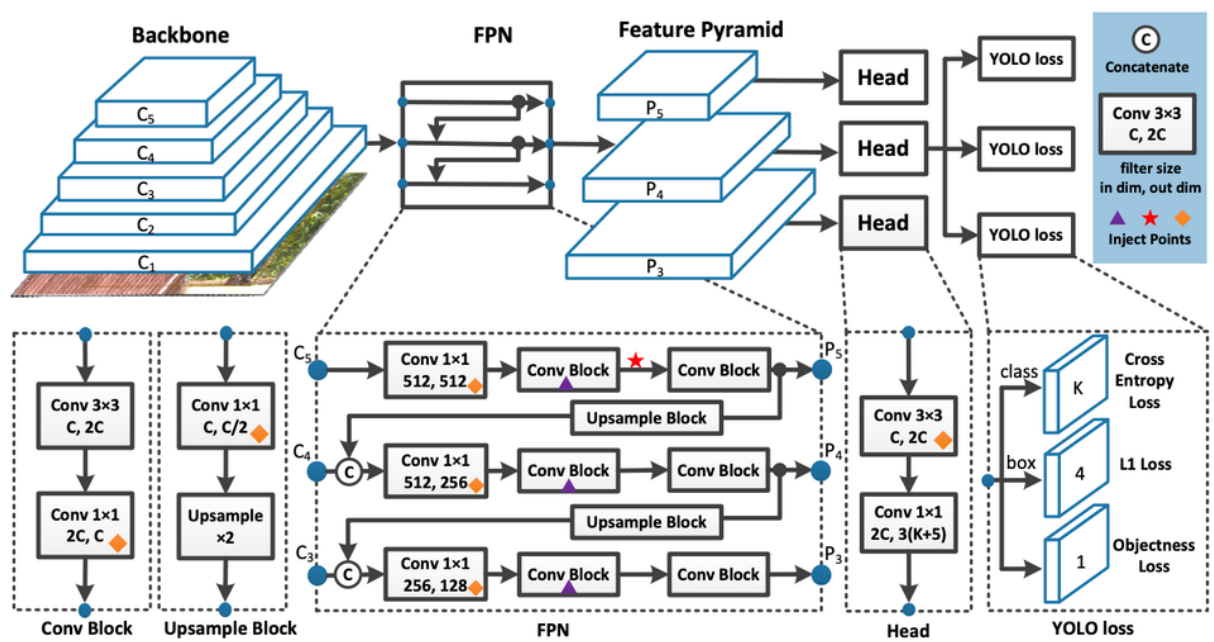 Backbone
FPN
Feature Pyramid
C5
C4
C3
C2
C1
P5
P4
P3
Head
Head
Head
YOLO loss
YOLO loss
YOLO loss
C
Concatenate
Conv 3×3
C, 2C
filter size
in dim, out dim
Inject Points
Conv 3×3
C, 2C
Conv 1×1
2C, C
Conv Block
Conv 1×1
C, C/2
Upsample
×2
Upsample Block
C5
Conv 1×1
512, 512
Conv Block
Conv Block
P5
Upsample Block
C4
C
Conv 1×1
512, 256
Conv Block
Conv Block
P4
Upsample Block
C3
C
Conv 1×1
256, 128
Conv Block
Conv Block
P3
FPN
Conv 3×3
C, 2C
Conv 1×1
2C, 3(K+5)
Head
class
K
Cross
Entropy
Loss
box
4
L1 Loss
1
Objectness
Loss
YOLO loss